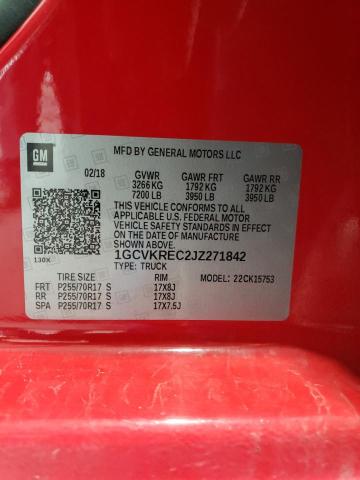 GM
MFD BY GENERAL MOTORS LLC
02/18 GVWR GAWR FRT GAWR RR
3266 KG 1792 KG 1792 KG
7200 LB 3950 LB 3950 LB
THIS VEHICLE CONFORMS TO ALL
APPLICABLE U.S. FEDERAL MOTOR
VEHICLE SAFETY STANDARDS IN EFFECT
ON THE DATE OF MANUFACTURE
SHOWN ABOVE.
1GCVKREC2JZ271842
130X TYPE: TRUCK
TIRE SIZE RIM MODEL: 22CK15753
FRT P255/70R17 S 17X8J
RR P255/70R17 S 17X8J
SPA P255/70R17 S 17X7.5J